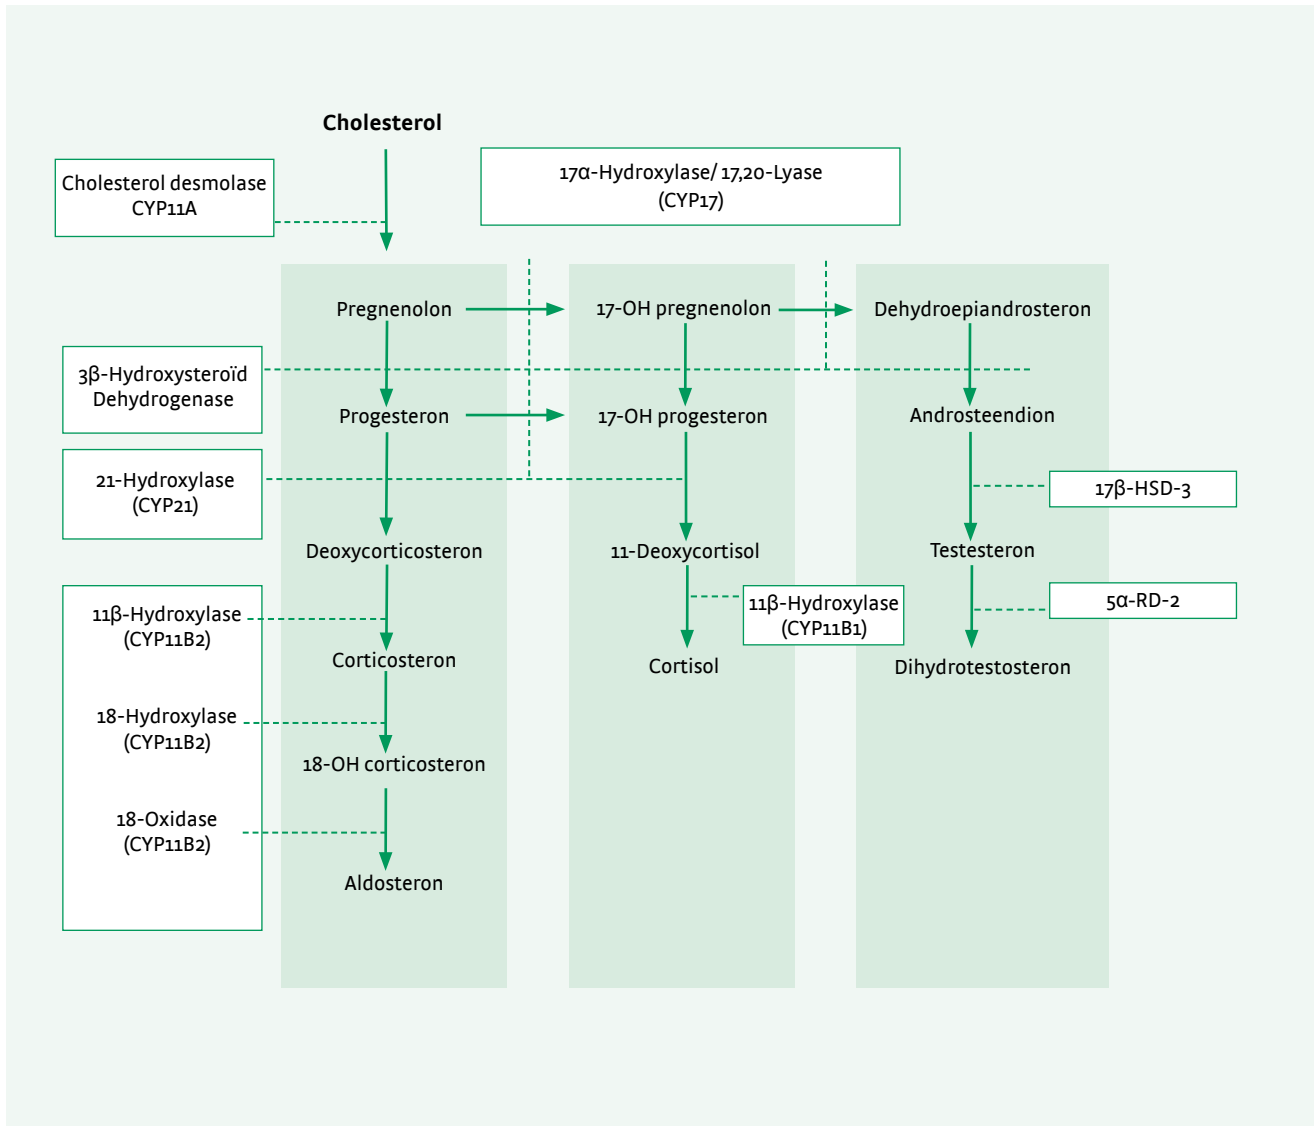 Cholesterol
Cholesterol desmolase
CYP11A
17α-Hydroxylase/ 17,20-Lyase
(CYP17)
Pregnenolon
17-OH pregnenolon
Dehydroepiandrosteron
3β-Hydroxysteroïd
Dehydrogenase
Progesteron
17-OH progesteron
Androsteendion
21-Hydroxylase
(CYP21)
17β-HSD-3
Deoxycorticosteron
11-Deoxycortisol
Testesteron
11β-Hydroxylase
(CYP11B2)
11β-Hydroxylase
(CYP11B1)
5α-RD-2
Corticosteron
Cortisol
Dihydrotestosteron
18-Hydroxylase
(CYP11B2)
18-OH corticosteron
18-Oxidase
(CYP11B2)
Aldosteron